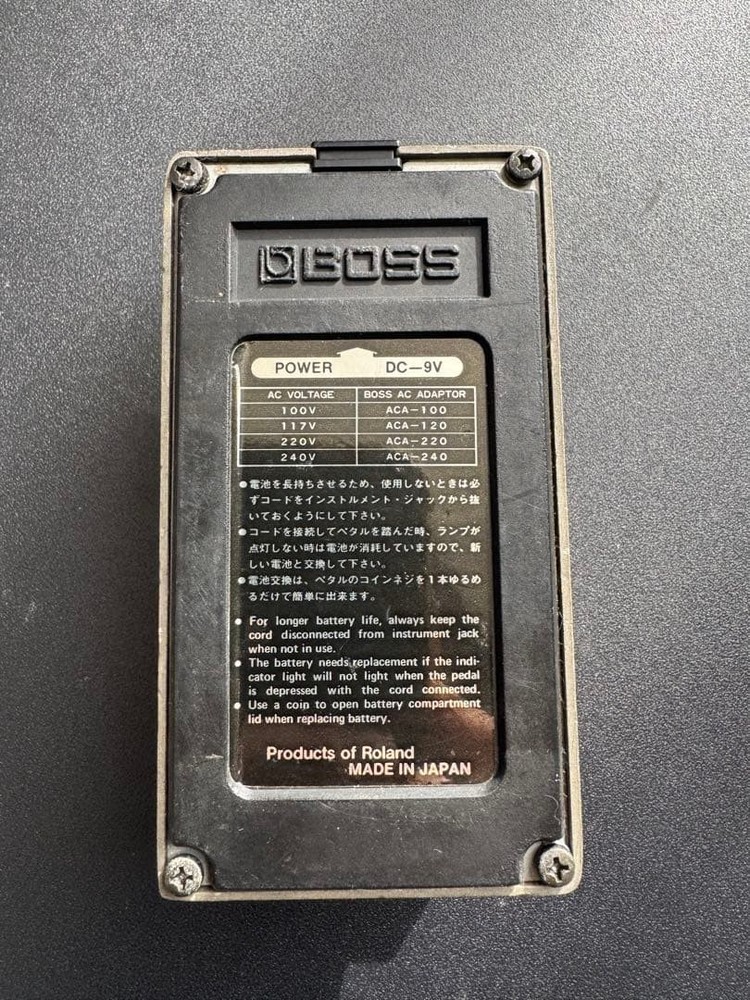 BOSS
POWER DC-9V
AC VOLTAGE BOSS AC ADAPTOR
100V ACA-100
117V ACA-120
220V ACA-220
240V ACA-240
●電池を長持ちさせるため、使用しないときは必
ずコードをインストルメント・ジャックから抜
いておくようにして下さい。
●コードを接続してペタルを踏んだ時、ランプが
点灯しない時は電池が消耗していますので、新
しい電池と交換して下さい。
●電池交換は、ペタルのコインネジを1本ゆるめ
るだけで簡単に出来ます。
● For longer battery life, always keep the
cord disconnected from instrument jack
when not in use.
● The battery needs replacement if the indi-
cator light will not light when the pedal
is depressed with the cord connected.
● Use a coin to open battery compartment
lid when replacing battery.
Products of Roland
MADE IN JAPAN